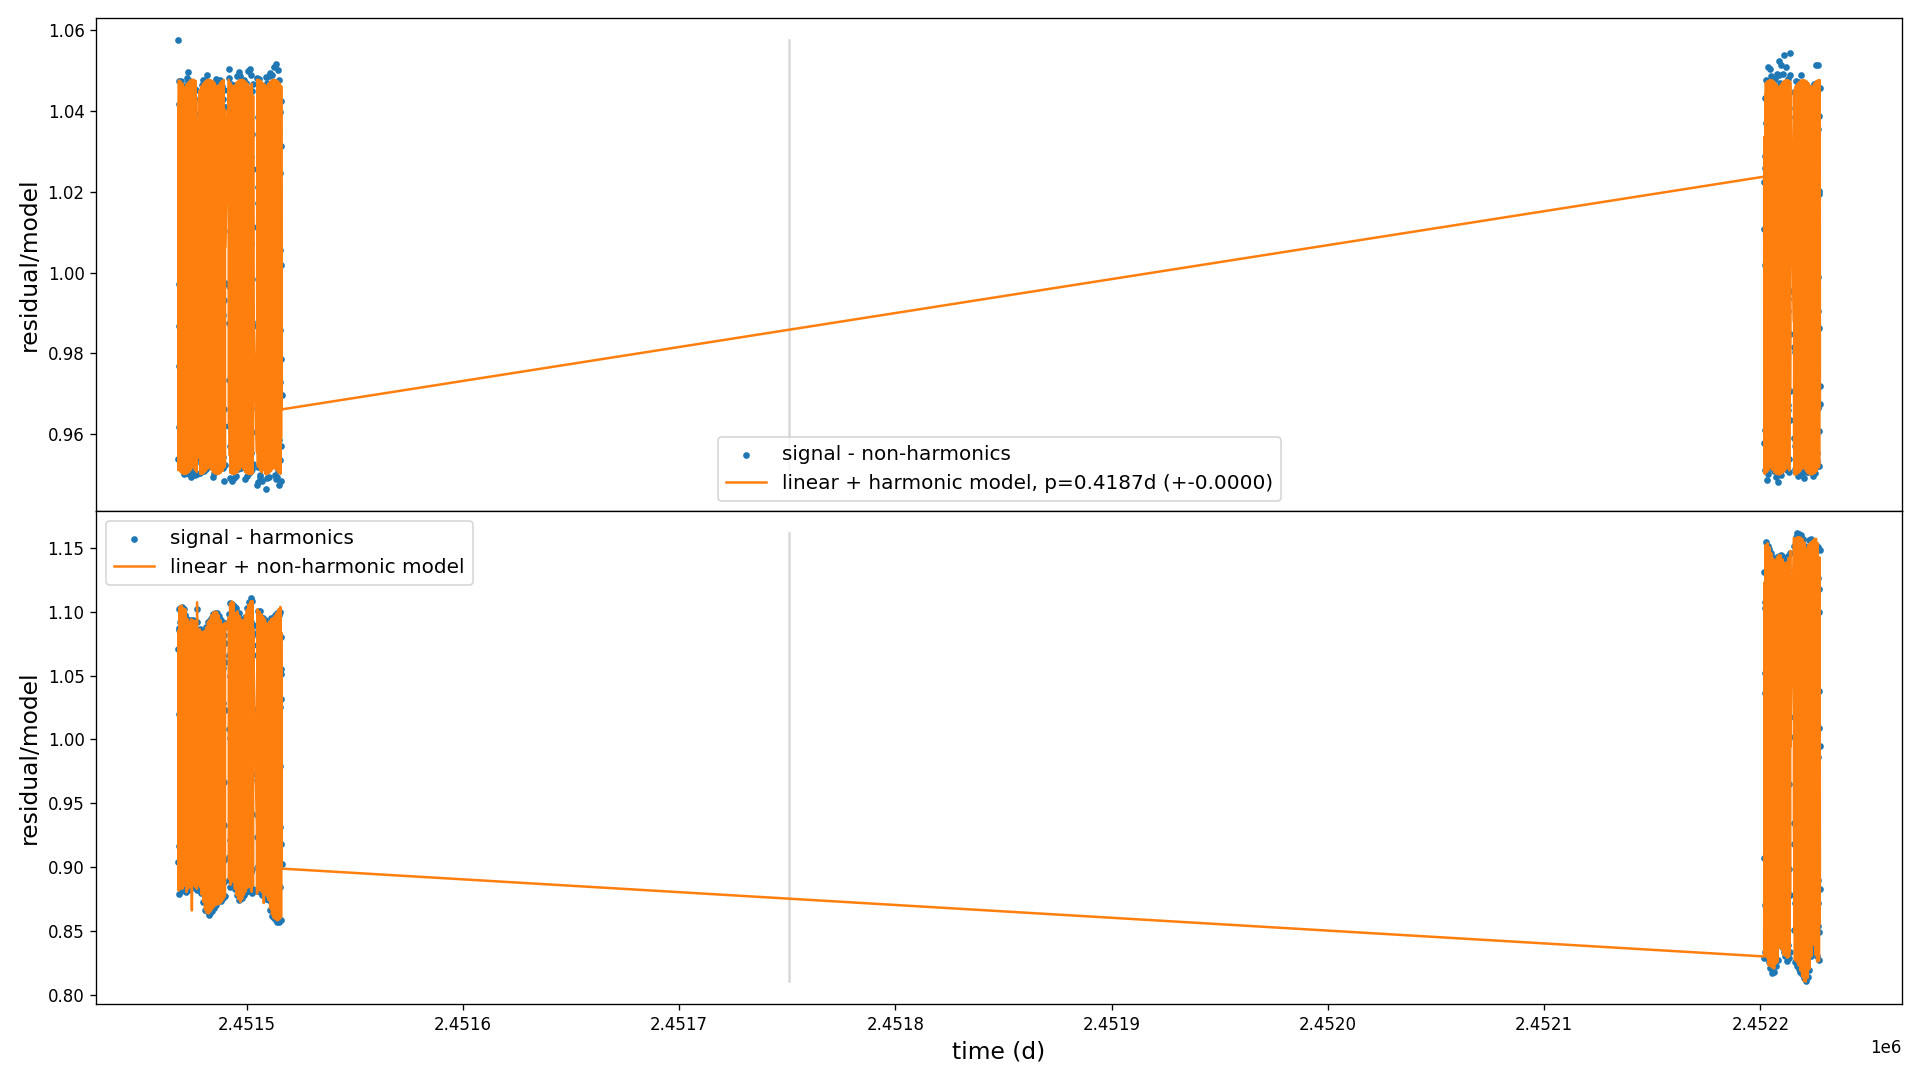 1.06
1.04
1.02
1.00
0.98
0.96
residual/model
signal - non-harmonics
linear + harmonic model, p=0.4187d (+-0.0000)
signal - harmonics
linear + non-harmonic model
1.15
1.10
1.05
1.00
0.95
0.90
0.85
0.80
residual/model
2.4515 2.4516 2.4517 2.4518 2.4519 2.4520 2.4521 2.4522
1e6
time (d)